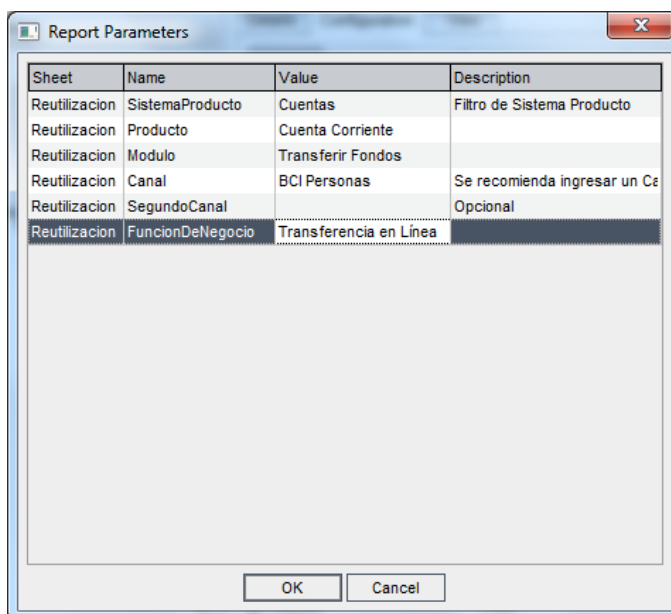 Report Parameters
Sheet Name Value Description
Reutilizacion SistemaProducto Cuentas Filtro de Sistema Producto
Reutilizacion Producto Cuenta Corriente
Reutilizacion Modulo Transferir Fondos
Reutilizacion Canal BCI Personas Se recomienda ingresar un Ca
Reutilizacion SegundoCanal Opcional
Reutilizacion FuncionDeNegocio Transferencia en Línea
OK Cancel